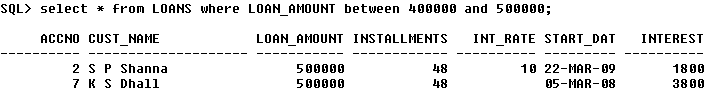 SQL> select * from LOANS where LOAN_AMOUNT between 400000 and 500000;
ACCNO CUST_NAME LOAN_AMOUNT INSTALLMENTS INT_RATE START_DAT INTEREST
---------- -------------------- ----------- ------------ ---------- --------- ----------
2 S P Shanna 500000 48 10 22-MAR-09 1800
7 K S Dhall 500000 48 05-MAR-08 3800